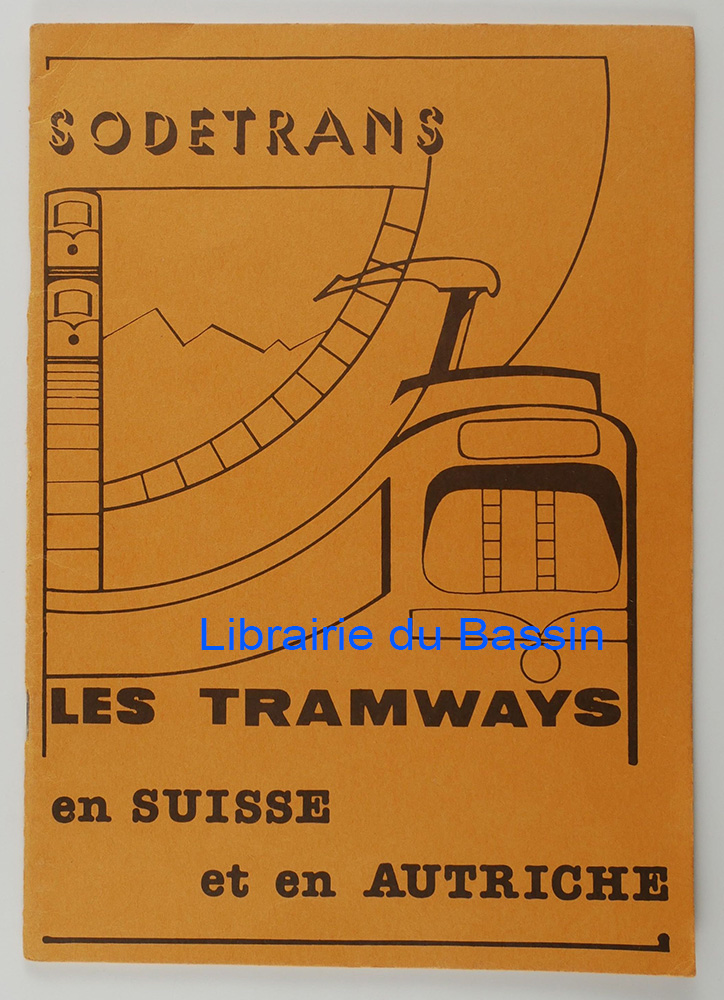 SODETRANS
Librairie du Bassin
LES TRAMWAYS
en SUISSE
et en AUTRICHE